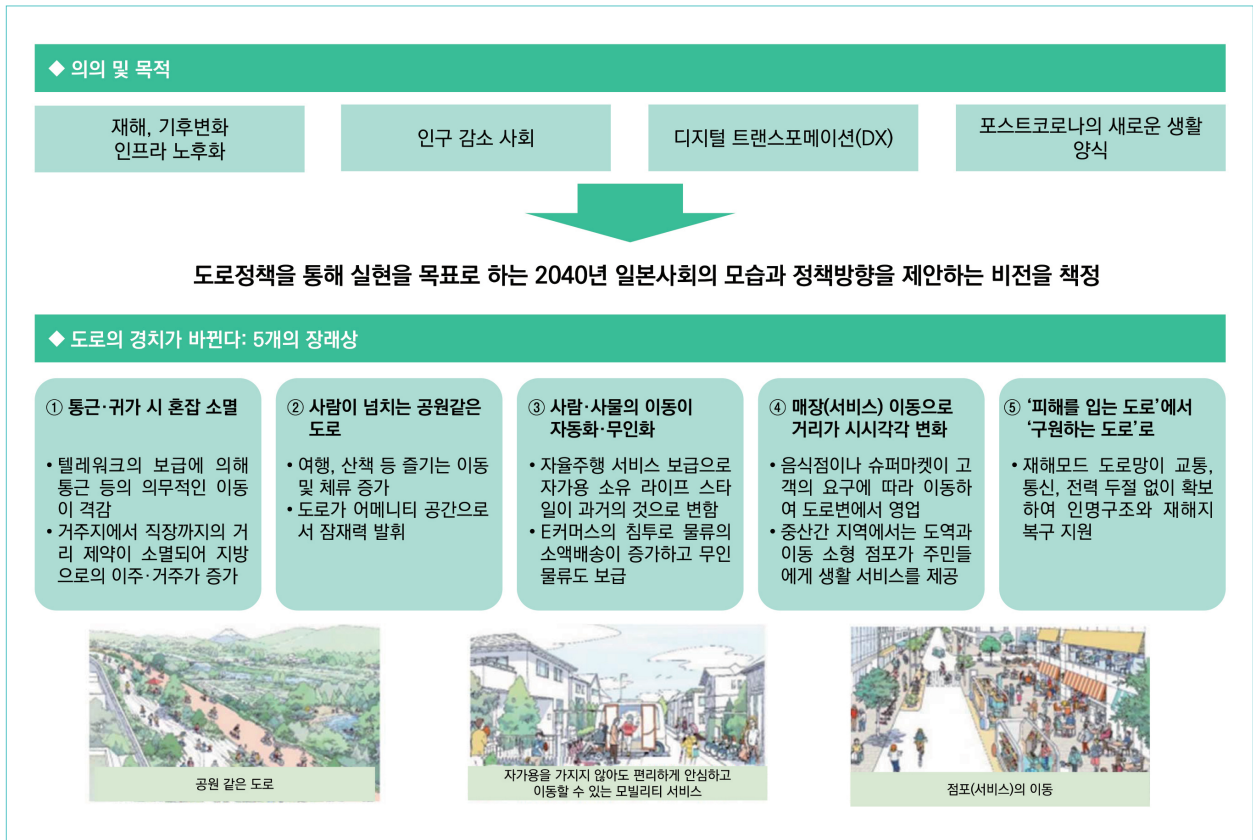 ◆ 의의 및 목적
재해, 기후변화
인프라 노후화
인구 감소 사회
디지털 트랜스포메이션(DX)
포스트코로나의 새로운 생활
양식
도로정책을 통해 실현을 목표로 하는 2040년 일본사회의 모습과 정책방향을 제안하는 비전을 책정
◆ 도로의 경치가 바뀐다: 5개의 장래상
① 통근·귀가 시 혼잡 소멸
• 텔레워크의 보급에 의해
통근 등의 의무적인 이동
이 격감
• 거주지에서 직장까지의 거
리 제약이 소멸되어 지방
으로의 이주·거주가 증가
② 사람이 넘치는 공원같은
도로
• 여행, 산책 등 즐기는 이동
및 체류 증가
• 도로가 어메니티 공간으로
서 잠재력 발휘
③ 사람·사물의 이동이
자동화·무인화
• 자율주행 서비스 보급으로
자가용 소유 라이프 스타
일이 과거의 것으로 변함
• E커머스의 침투로 물류의
소액배송이 증가하고 무인
물류도 보급
④ 매장(서비스) 이동으로
거리가 시시각각 변화
• 음식점이나 슈퍼마켓이 고
객의 요구에 따라 이동하
여 도로변에서 영업
• 중산간 지역에서는 도역과
이동 소형 점포가 주민들
에게 생활 서비스를 제공
⑤ ‘피해를 입는 도로’에서
‘구원하는 도로’로
• 재해모드 도로망이 교통,
통신, 전력 두절 없이 확보
하여 인명구조와 재해지
복구 지원
공원 같은 도로
자가용을 가지지 않아도 편리하게 안심하고
이동할 수 있는 모빌리티 서비스
점포(서비스)의 이동